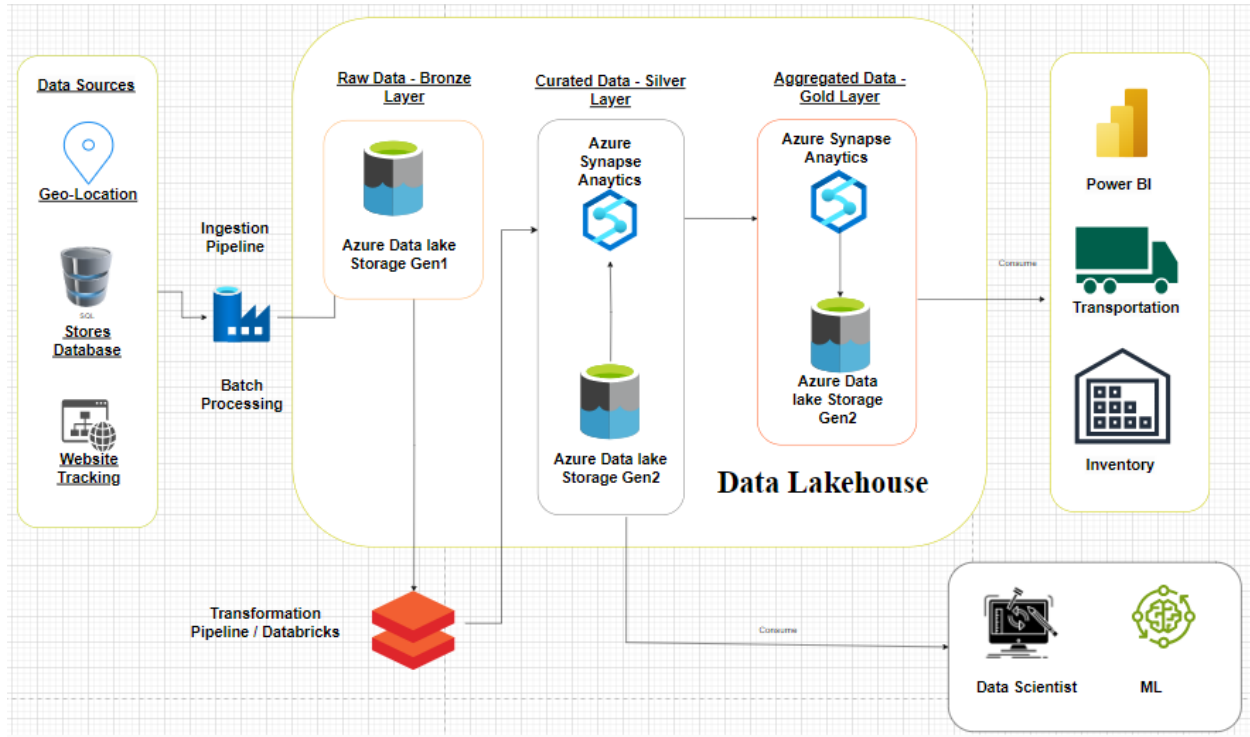 Data Sources
Geo-Location
SQL
Stores
Database
Website
Tracking
Ingestion
Pipeline
Batch
Processing
Raw Data - Bronze
Layer
Azure Data lake
Storage Gen1
Curated Data - Silver
Layer
Azure
Synapse
Anaytics
Azure Data lake
Storage Gen2
Aggregated Data -
Gold Layer
Azure Synapse
Anaytics
Azure Data
lake Storage
Gen2
Data Lakehouse
Consume
Power BI
Transportation
Inventory
Transformation
Pipeline / Databricks
Consume
Data Scientist
ML